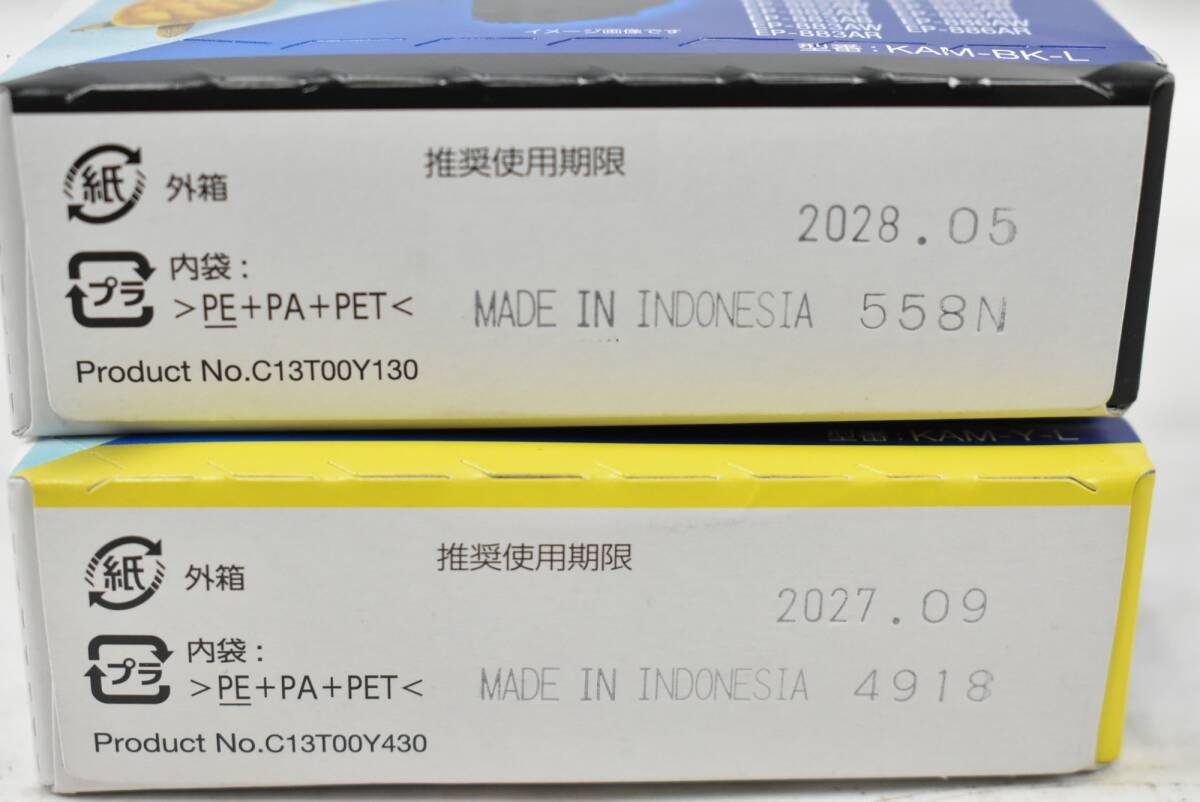 イメージ画像です
EP-883AR EP-886AR
型番：KAM-BK-L
紙 外箱
推奨使用期限
2028.05
プラ 内袋：
>PE+PA+PET<
MADE IN INDONESIA 558N
Product No.C13T00Y130
型番：KAM-Y-L
紙 外箱
推奨使用期限
2027.09
プラ 内袋：
>PE+PA+PET<
MADE IN INDONESIA 4918
Product No.C13T00Y430